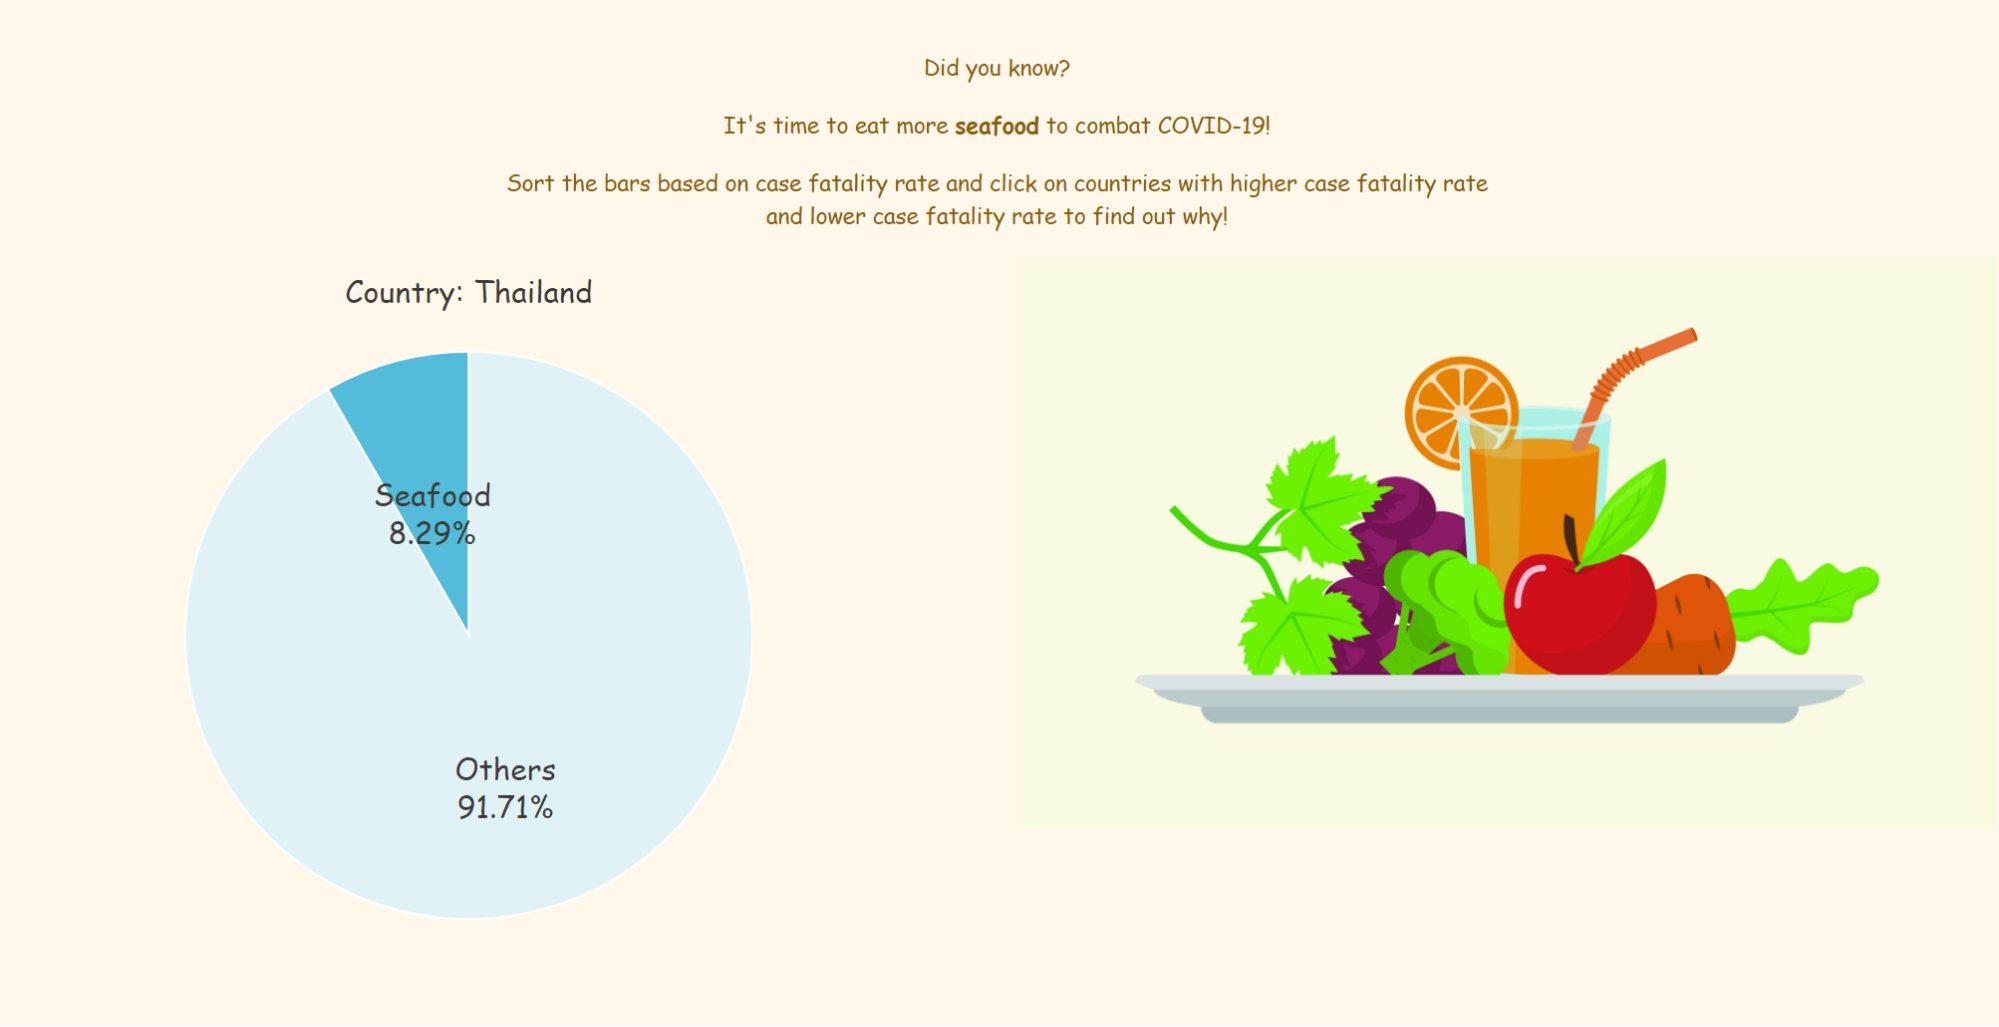 Did you know?
It's time to eat more seafood to combat COVID-19!
Sort the bars based on case fatality rate and click on countries with higher case fatality rate
and lower case fatality rate to find out why!
Country: Thailand
Seafood
8.29%
Others
91.71%